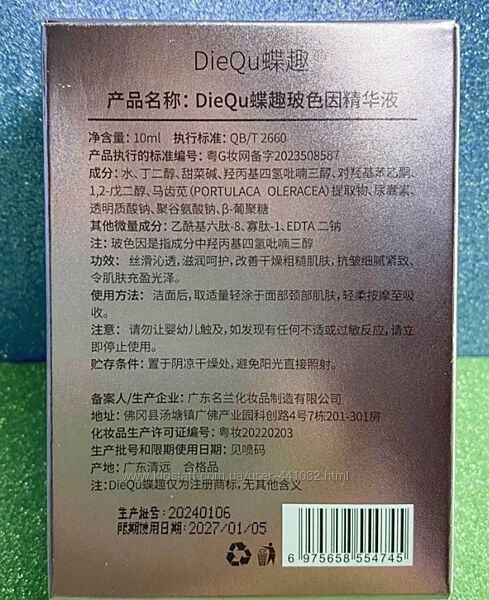 DieQu蝶趣®
产品名称：DieQu蝶趣玻色因精华液
净含量：10ml 执行标准：QB/T 2660
产品执行的标准编号：粤G妆网备字2023508587
成分：水、丁二醇、甜菜碱、羟丙基四氢吡喃三醇、对羟基苯乙酮、
1,2-戊二醇、马齿苋（PORTULACA OLERACEA）提取物、尿囊素、
透明质酸钠、聚谷氨酸钠、β-葡聚糖
其他微量成分：乙酰基六肽-8、寡肽-1、EDTA 二钠
注：玻色因是指成分中羟丙基四氢吡喃三醇
功效：丝滑沁透，滋润呵护，改善干燥粗糙肌肤，抗皱细腻紧致、
令肌肤充盈光泽。
使用方法：洁面后，取适量轻涂于面部颈部肌肤，轻柔按摩至吸
收。
注意：请勿让婴幼儿触及，如发现有任何不适或过敏反应，请立
即停止使用。
贮存条件：置于阴凉干燥处，避免阳光直接照射。
备案人/生产企业：广东名兰化妆品制造有限公司
地址：佛冈县汤塘镇广佛产业园科创路4号7栋201-301房
化妆品生产许可证编号：粤妆20220203
生产批号和限期使用日期：见喷码
产地：广东清远 合格品
注：DieQu蝶趣仅为注册商标，无其他含义
生产批号：20240106
限期使用日期：2027/01/05
6 975658 554745